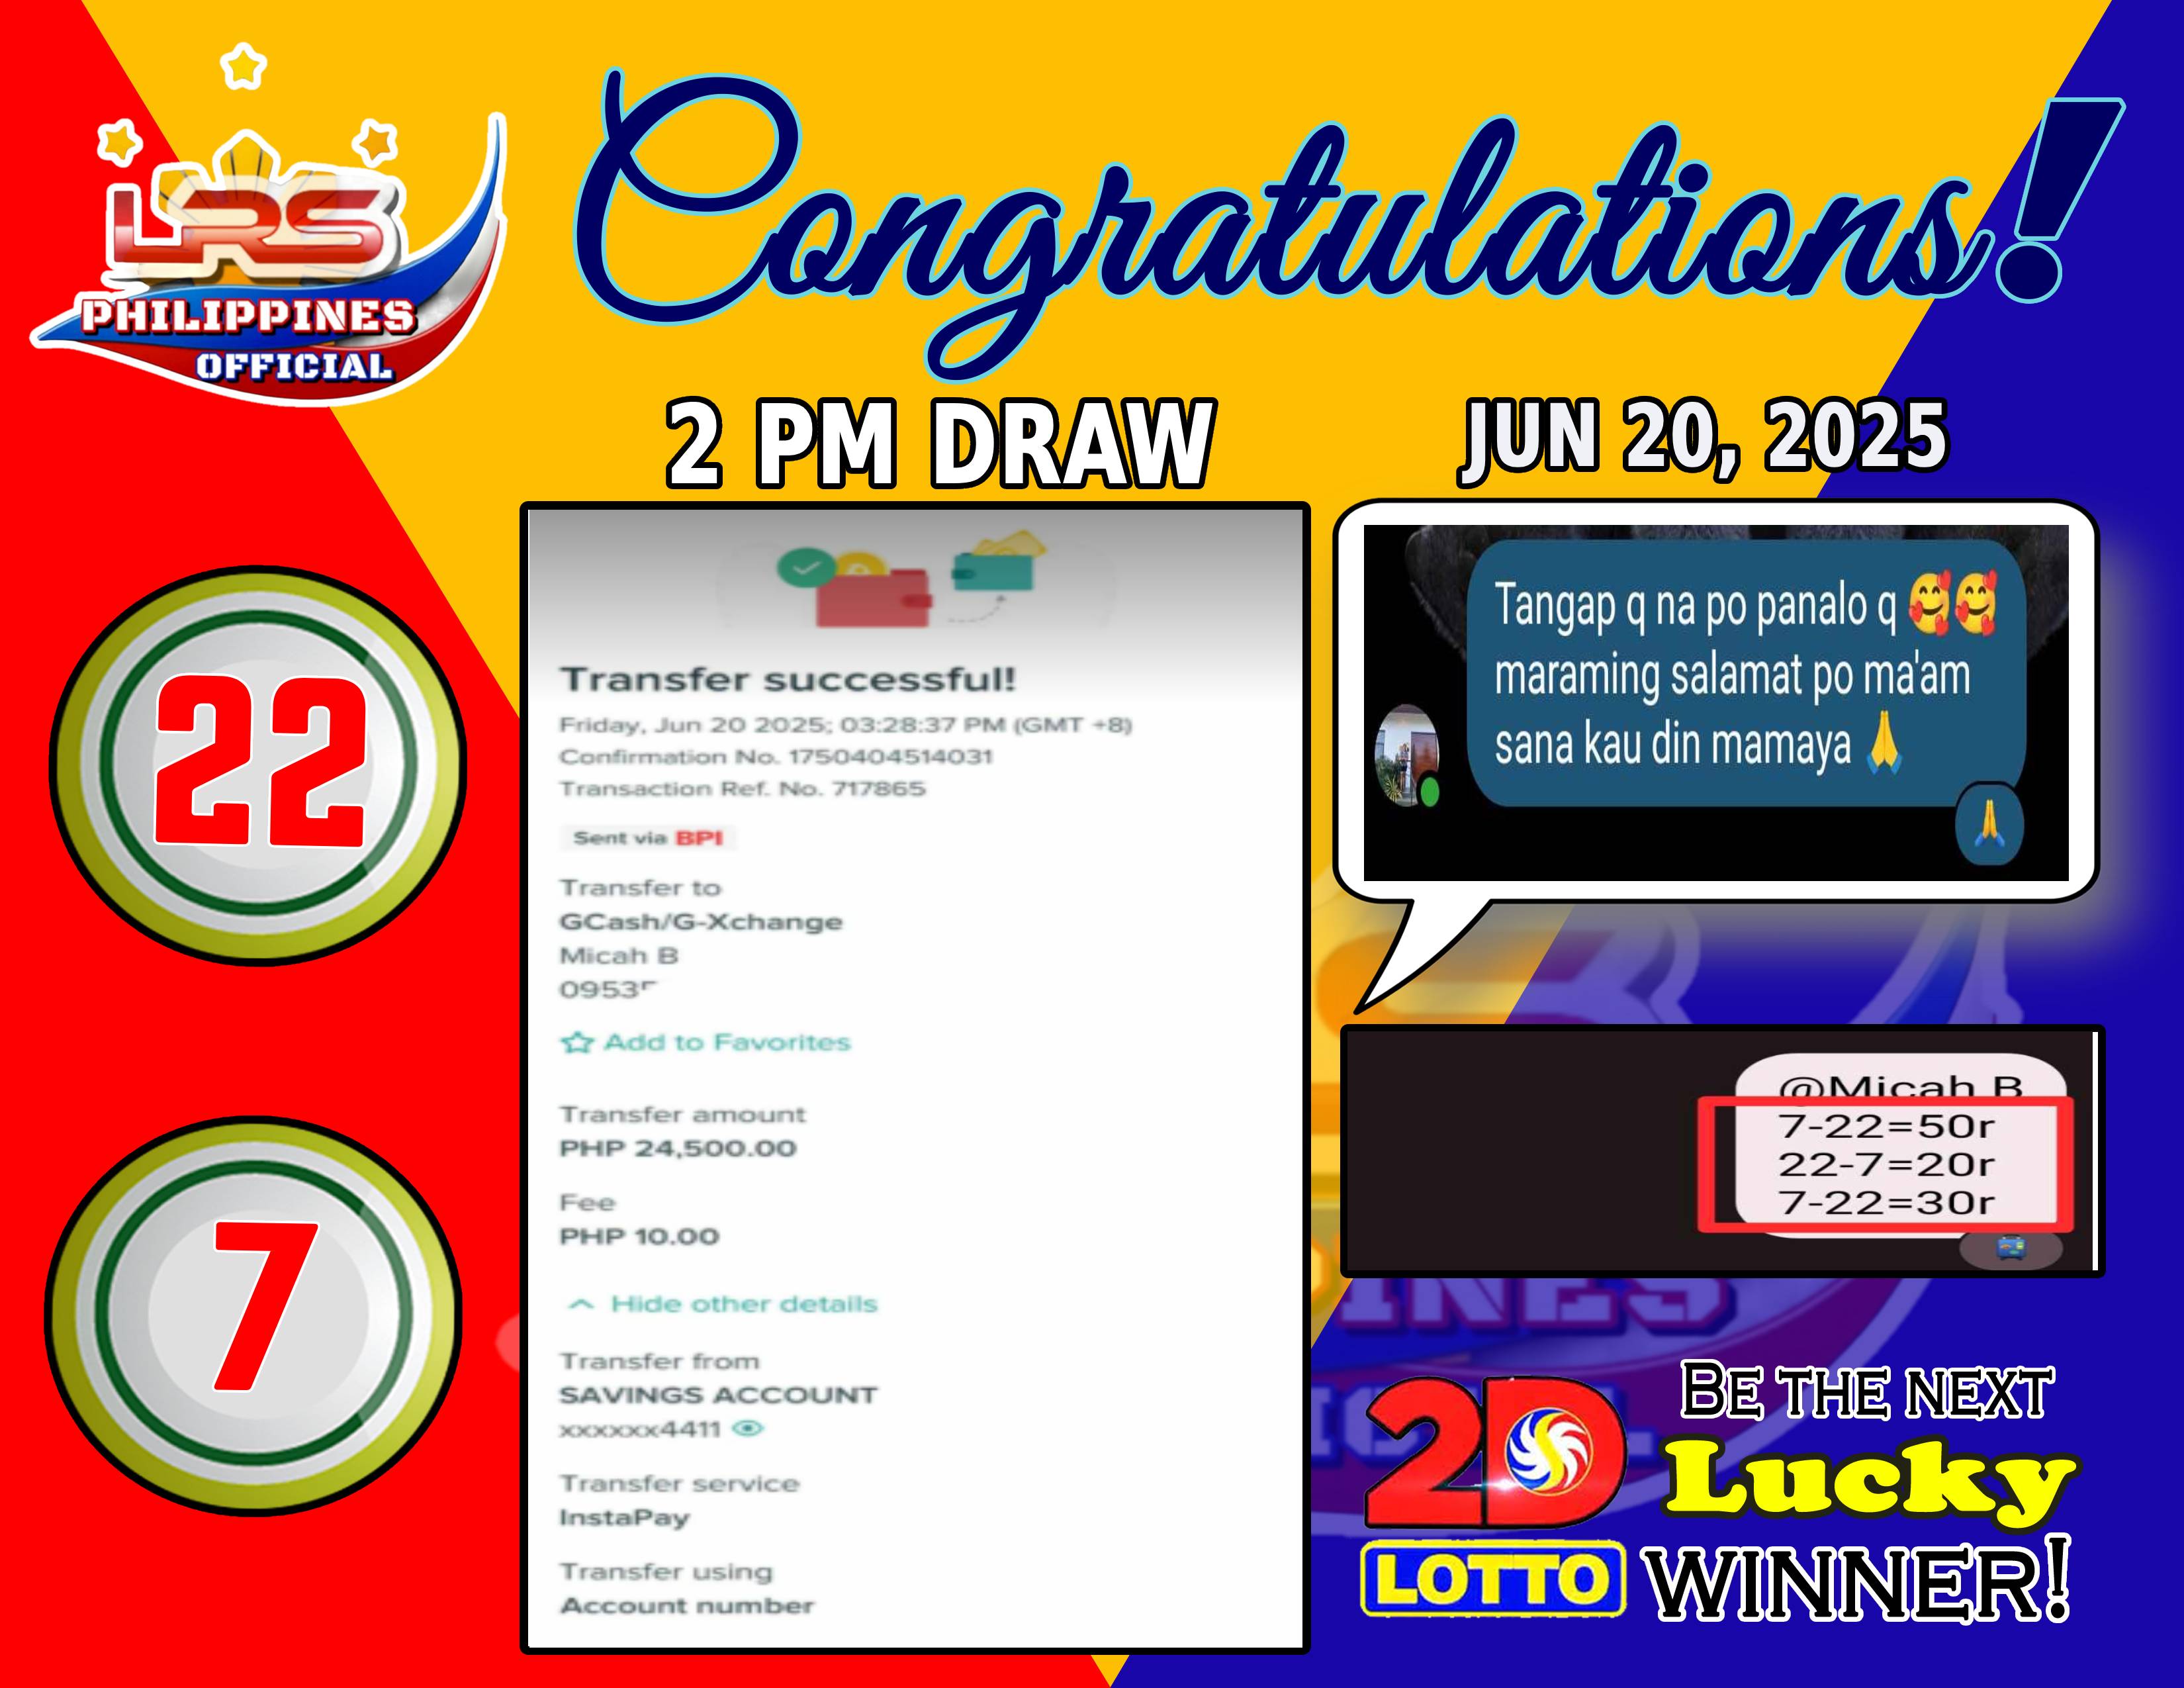 LRS
PHILIPPINES
OFFICIAL
Congratulations!
2 PM DRAW
JUN 20, 2025
22
7
Transfer successful!
Friday, Jun 20 2025; 03:28:37 PM (GMT +8)
Confirmation No. 1750404514031
Transaction Ref. No. 717865
Sent via BPI
Transfer to
GCash/G-Xchange
Micah B
0953
Add to Favorites
Transfer amount
PHP 24,500.00
Fee
PHP 10.00
Hide other details
Transfer from
SAVINGS ACCOUNT
xxxxxx4411
Transfer service
InstaPay
Transfer using
Account number
Tangap q na po panalo q 🥰🥰
maraming salamat po ma'am
sana kau din mamaya 🙏
🙏
@Micah B
7-22=50r
22-7=20r
7-22=30r
2D
LOTTO
BE THE NEXT
Lucky
WINNER!